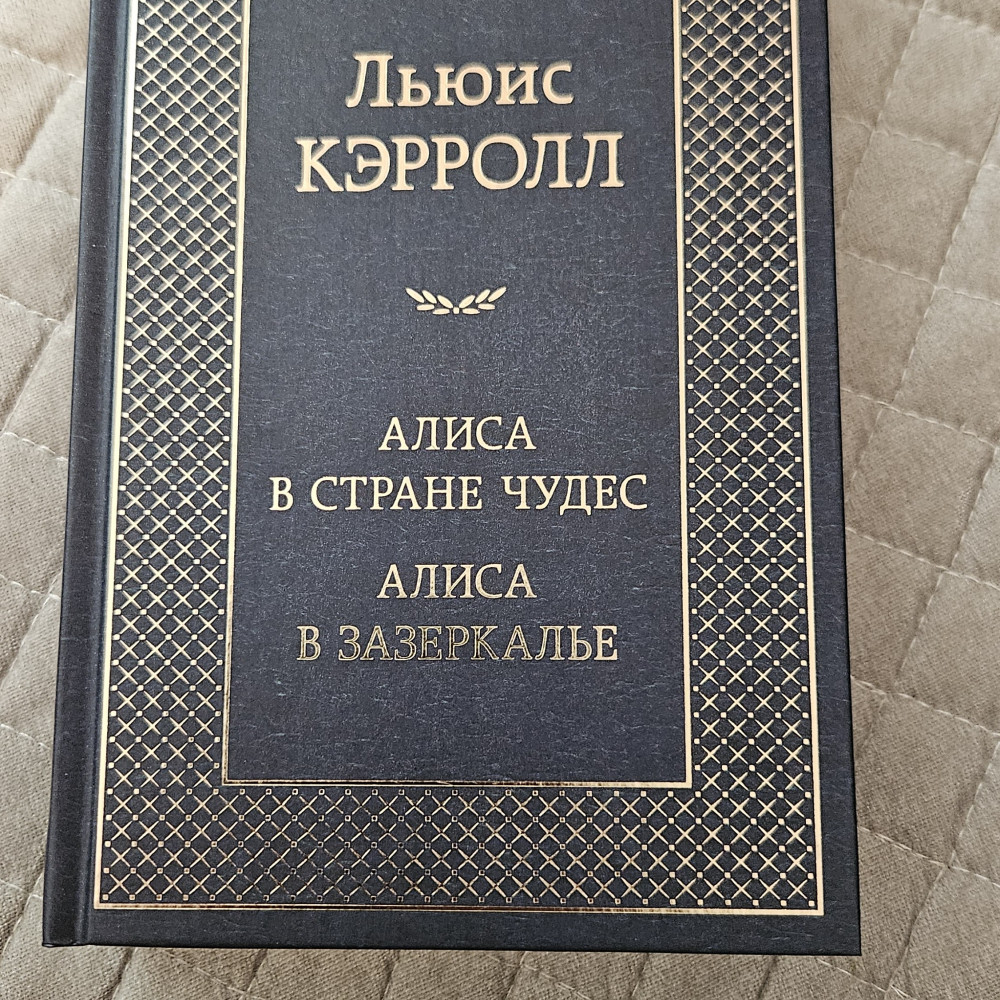 Льюис
КЭРРОЛЛ
АЛИСА
В СТРАНЕ ЧУДЕС
АЛИСА
В ЗАЗЕРКАЛЬЕ